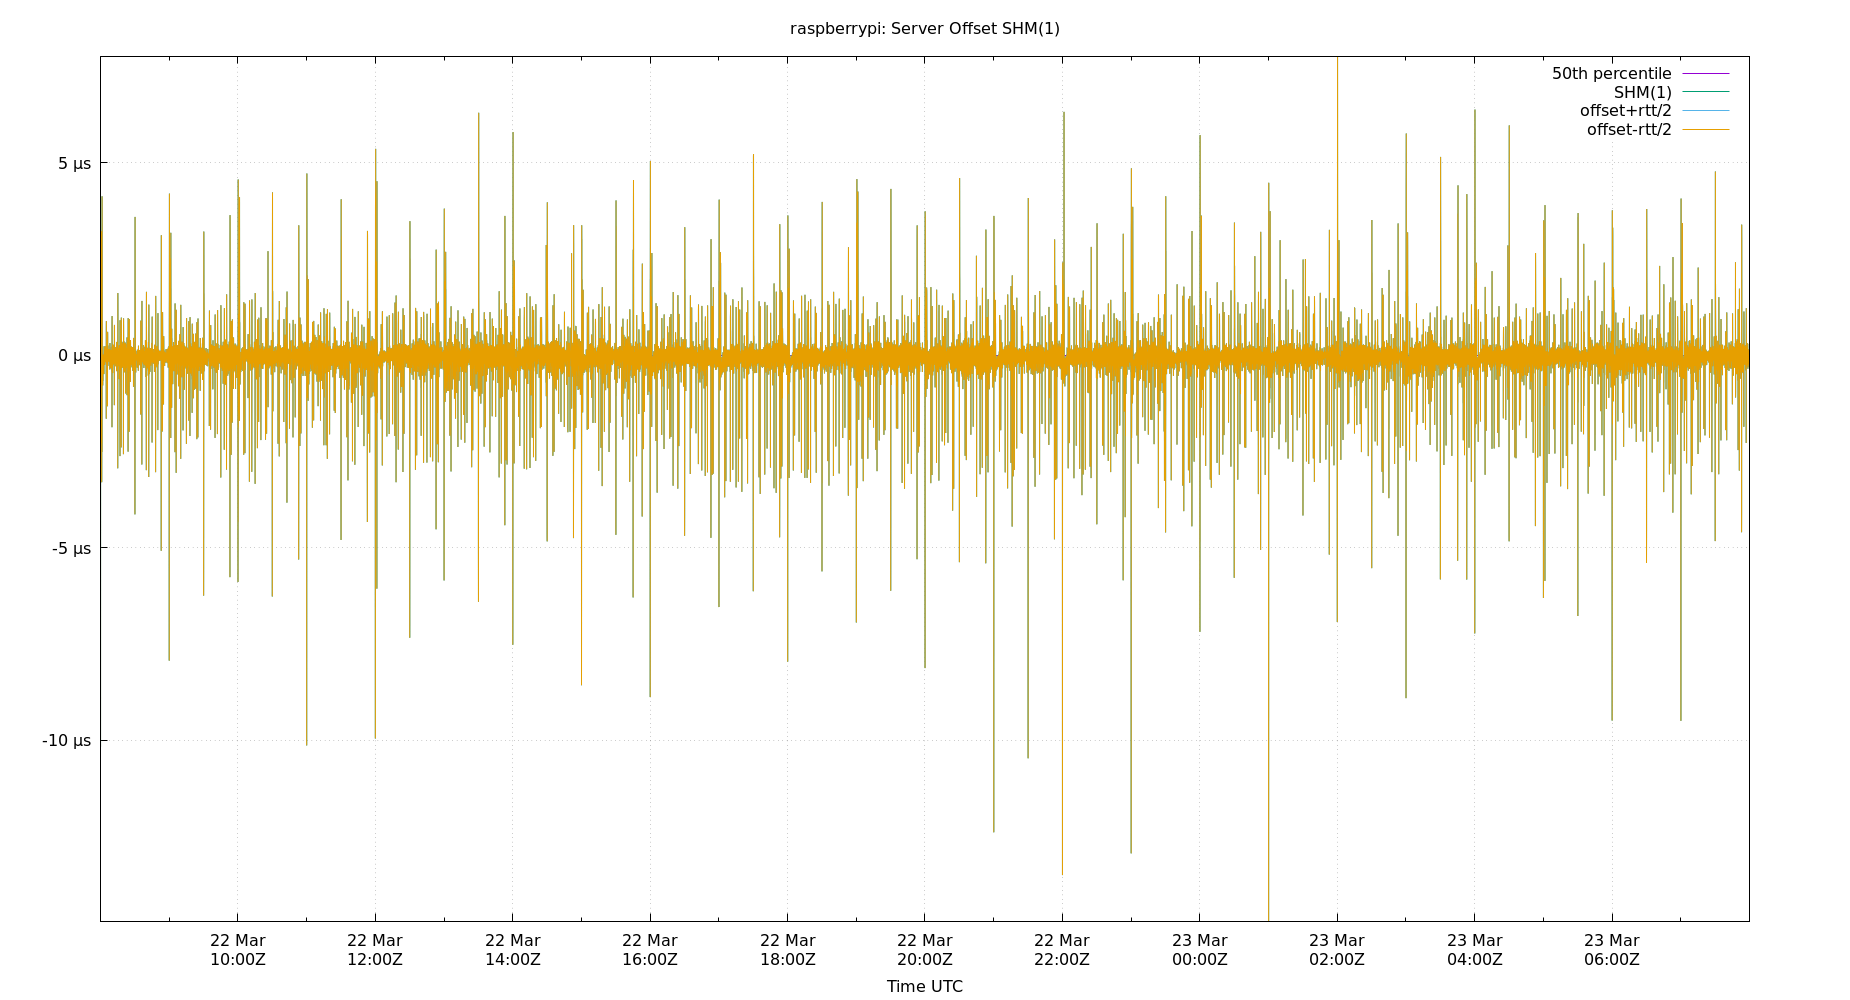 raspberrypi: Server Offset SHM(1)
50th percentile
SHM(1)
offset+rtt/2
offset-rtt/2
5 µs
0 µs
-5 µs
-10 µs
22 Mar 22 Mar 22 Mar 22 Mar 22 Mar 22 Mar 22 Mar 23 Mar 23 Mar 23 Mar 23 Mar
10:00Z 12:00Z 14:00Z 16:00Z 18:00Z 20:00Z 22:00Z 00:00Z 02:00Z 04:00Z 06:00Z
Time UTC